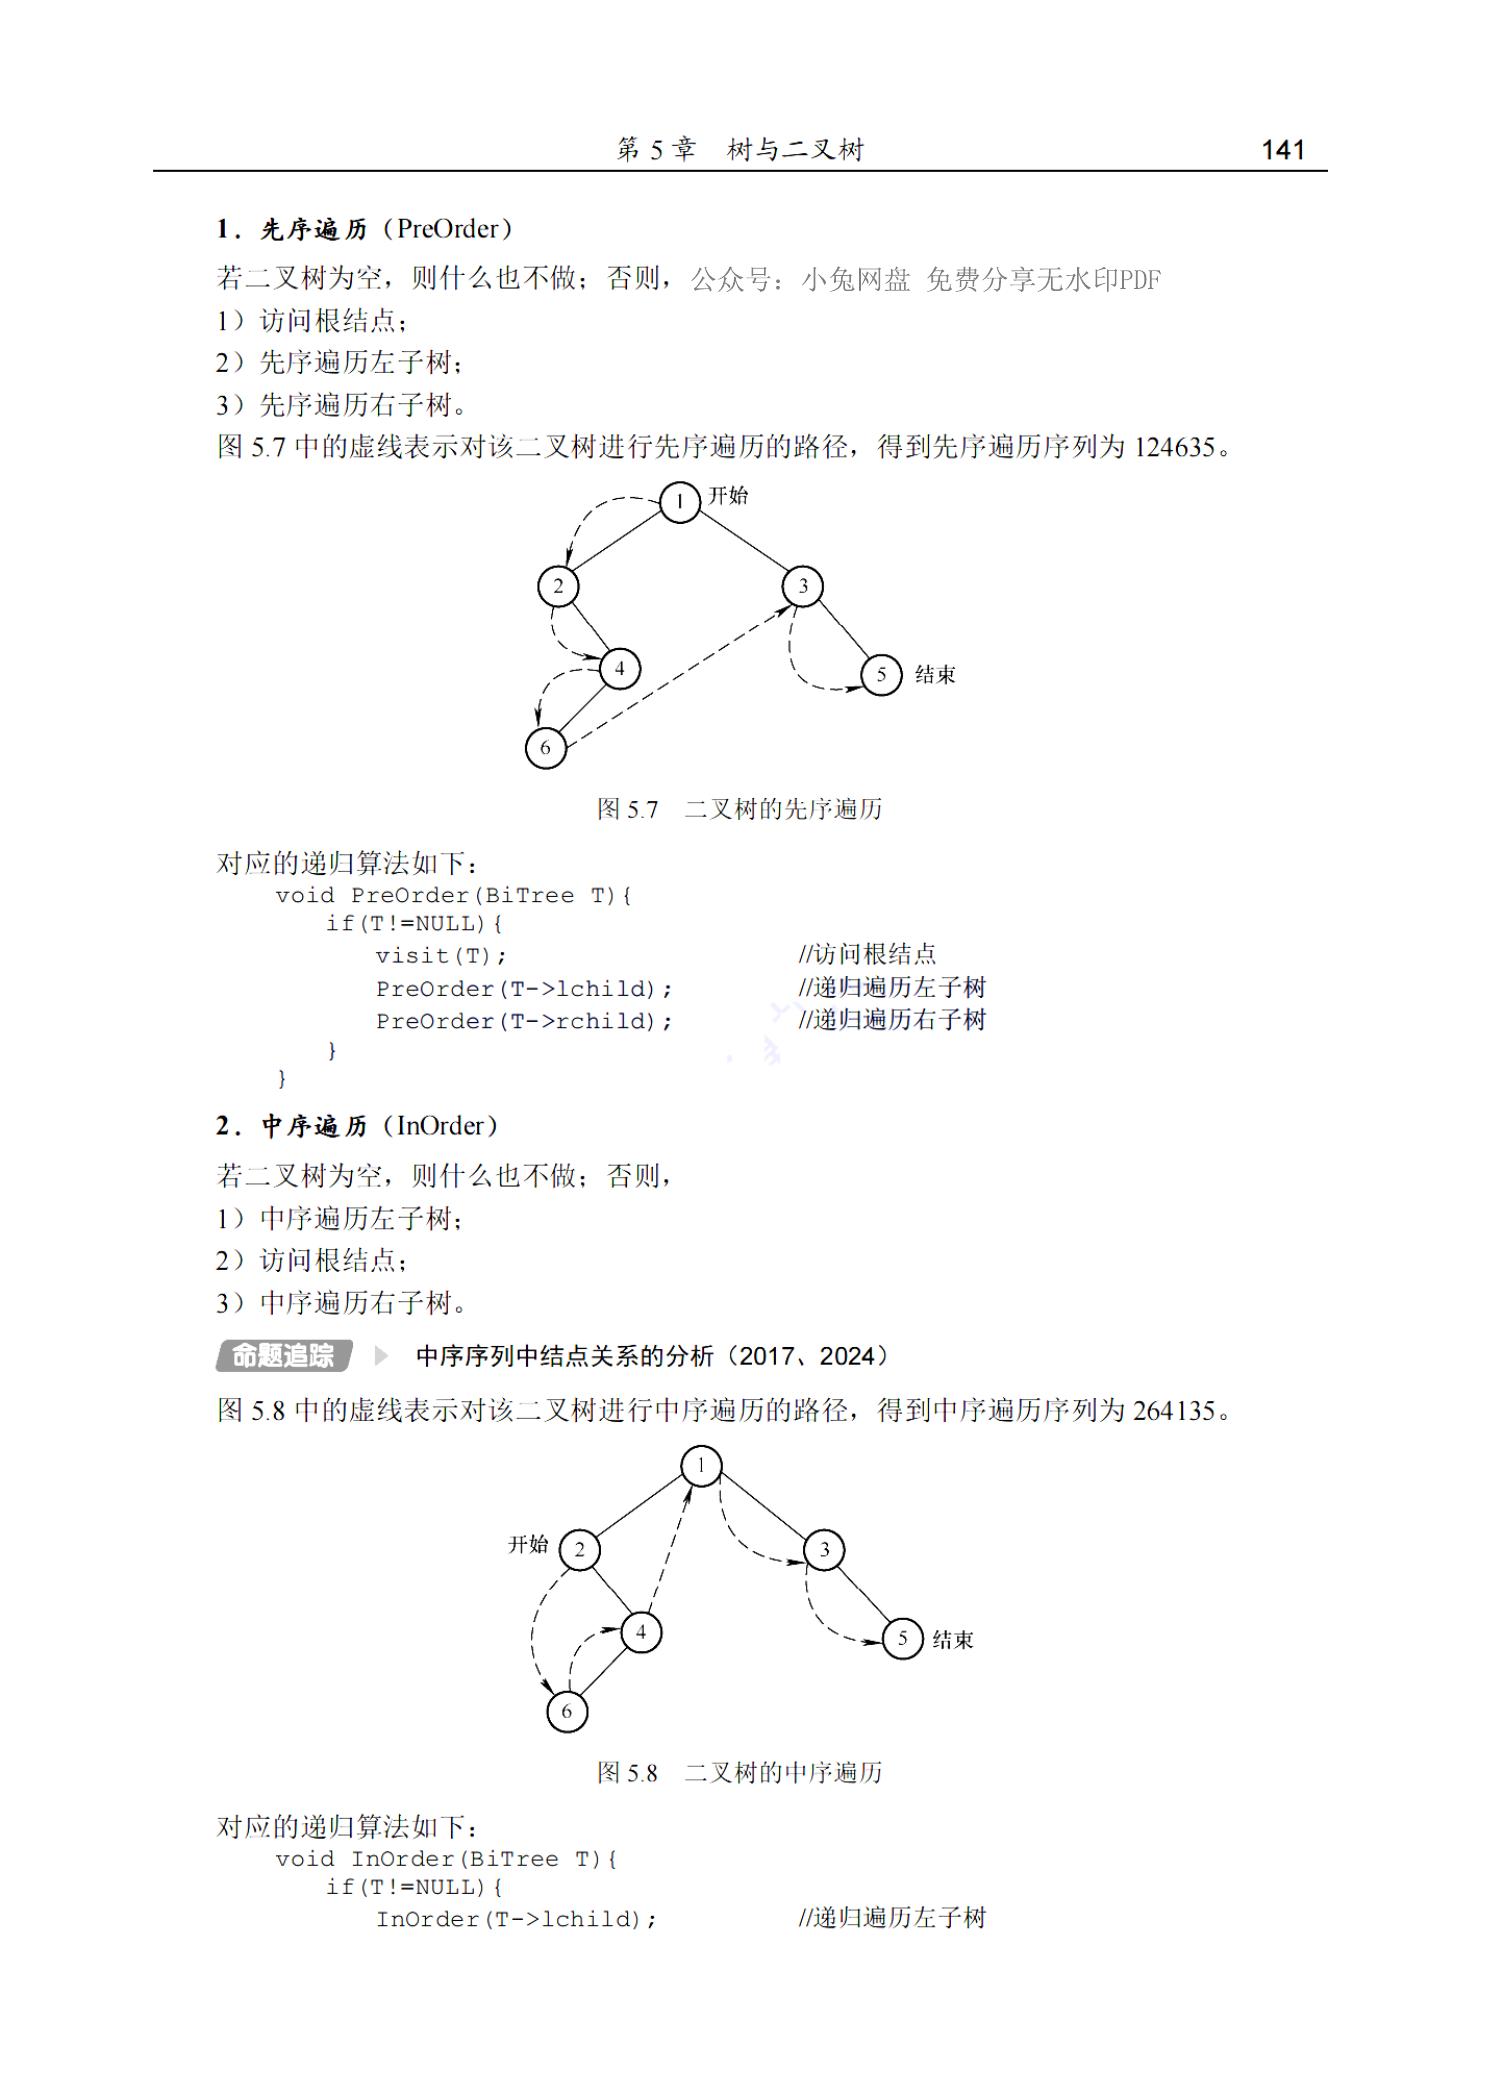 第 5 章 树与二叉树 141
1．先序遍历（PreOrder）
若二叉树为空，则什么也不做；否则，公众号：小兔网盘 免费分享无水印PDF
1）访问根结点；
2）先序遍历左子树；
3）先序遍历右子树。
图 5.7 中的虚线表示对该二叉树进行先序遍历的路径，得到先序遍历序列为 124635。
1 开始
2
3
4
5 结束
6
图 5.7 二叉树的先序遍历
对应的递归算法如下：
void PreOrder(BiTree T){
if(T!=NULL){
visit(T); //访问根结点
PreOrder(T->lchild); //递归遍历左子树
PreOrder(T->rchild); //递归遍历右子树
}
}
2．中序遍历（InOrder）
若二叉树为空，则什么也不做；否则，
1）中序遍历左子树；
2）访问根结点；
3）中序遍历右子树。
命题追踪 中序序列中结点关系的分析（2017、2024）
图 5.8 中的虚线表示对该二叉树进行中序遍历的路径，得到中序遍历序列为 264135。
1
开始 2
3
4
5 结束
6
图 5.8 二叉树的中序遍历
对应的递归算法如下：
void InOrder(BiTree T){
if(T!=NULL){
InOrder(T->lchild); //递归遍历左子树